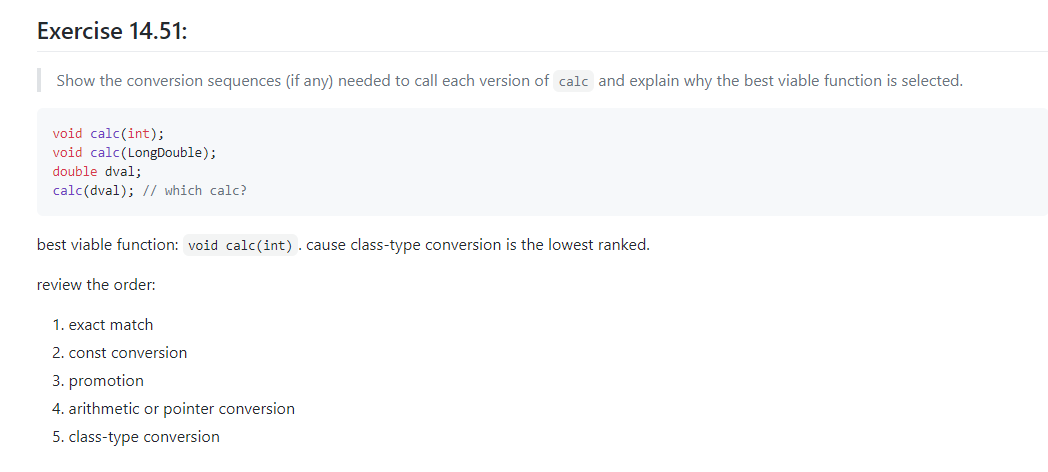 Exercise 14.51:
Show the conversion sequences (if any) needed to call each version of calc and explain why the best viable function is selected.
void calc(int);
void calc(LongDouble);
double dval;
calc(dval); // which calc?
best viable function: void calc(int) . cause class-type conversion is the lowest ranked.
review the order:
1. exact match
2. const conversion
3. promotion
4. arithmetic or pointer conversion
5. class-type conversion